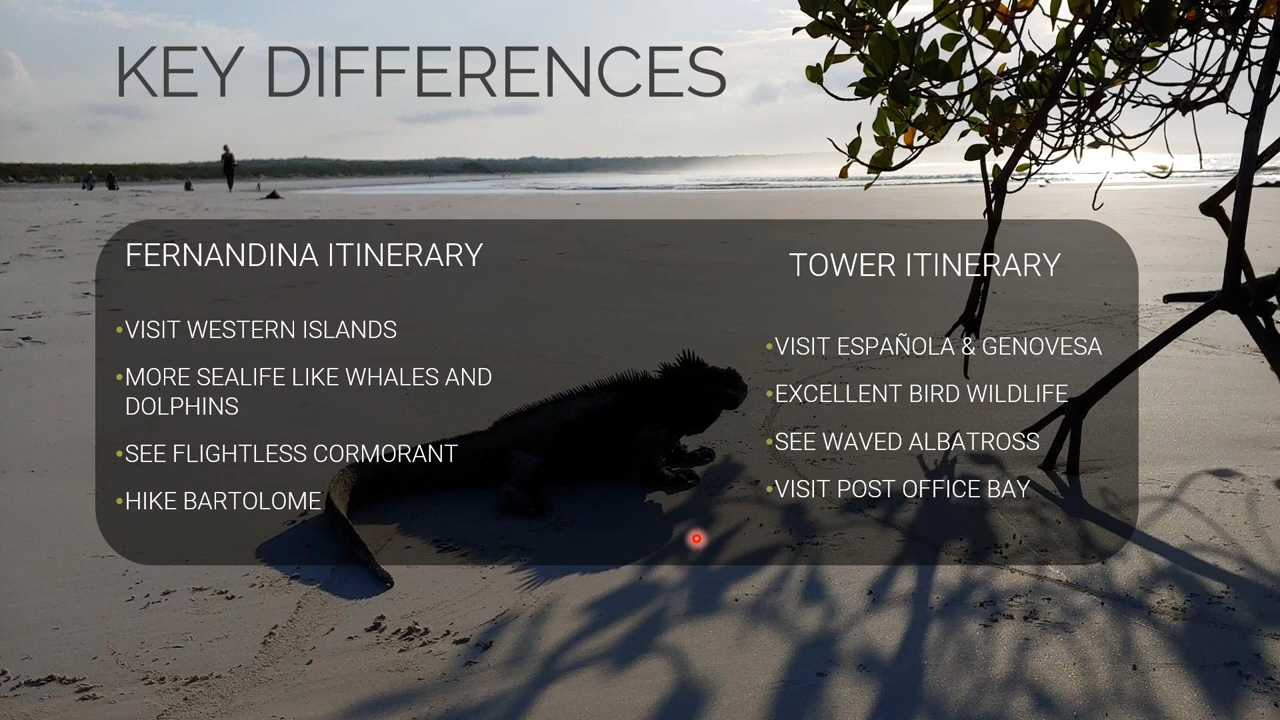 KEY DIFFERENCES
FERNANDINA ITINERARY
•VISIT WESTERN ISLANDS
•MORE SEALIFE LIKE WHALES AND
DOLPHINS
•SEE FLIGHTLESS CORMORANT
•HIKE BARTOLOME
TOWER ITINERARY
•VISIT ESPAÑOLA & GENOVESA
•EXCELLENT BIRD WILDLIFE
•SEE WAVED ALBATROSS
•VISIT POST OFFICE BAY